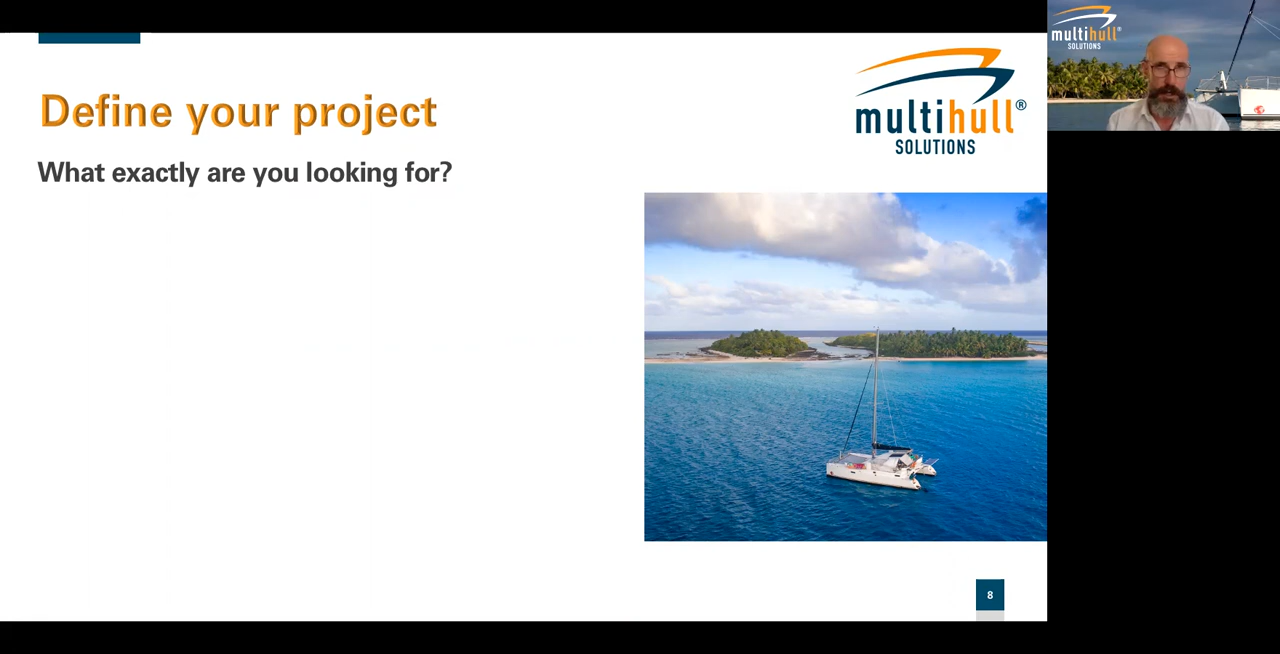 Define your project
What exactly are you looking for?
multihull®
SOLUTIONS
8
multihull®
SOLUTIONS